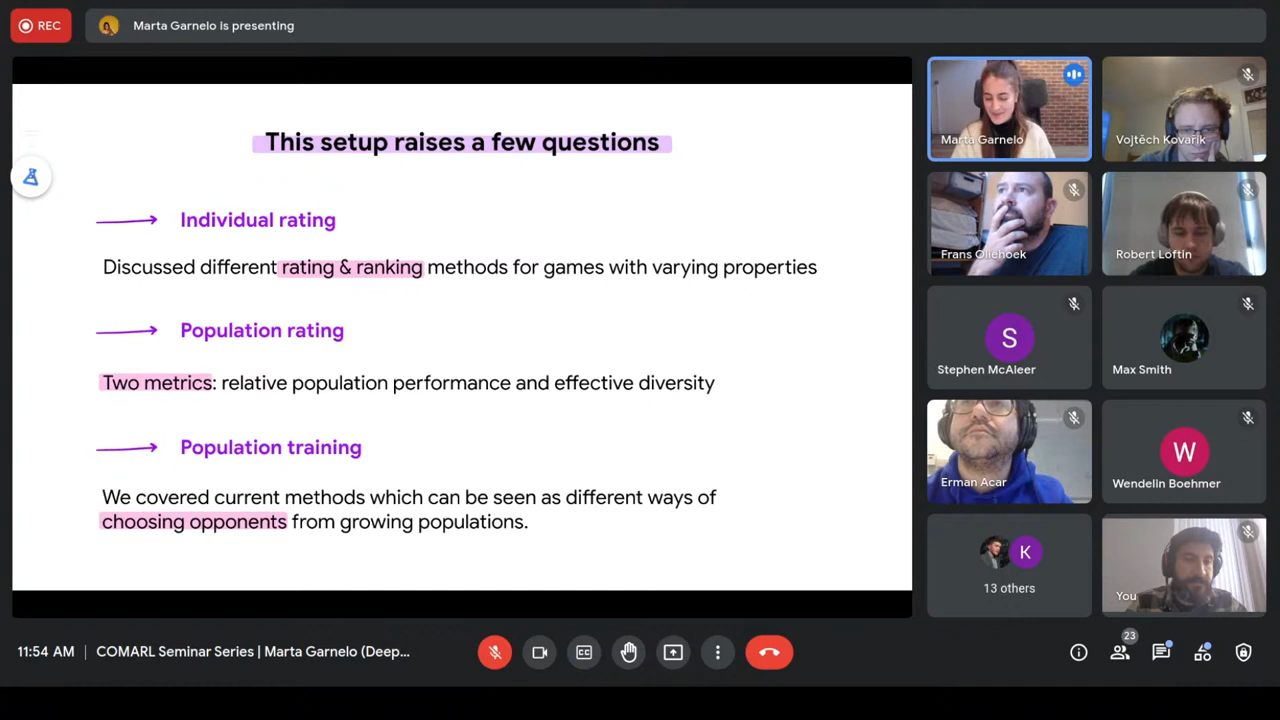 REC
Marta Garnelo is presenting
This setup raises a few questions
Individual rating
Discussed different rating & ranking methods for games with varying properties
Population rating
Two metrics: relative population performance and effective diversity
Population training
We covered current methods which can be seen as different ways of
choosing opponents from growing populations.
Marta Garnelo
Vojtěch Kovařík
Frans Oliehoek
Robert Loftin
S
Stephen McAleer
Max Smith
Erman Acar
W
Wendelin Boehmer
K
13 others
You
11:54 AM
COMARL Seminar Series | Marta Garnelo (Deep...
23